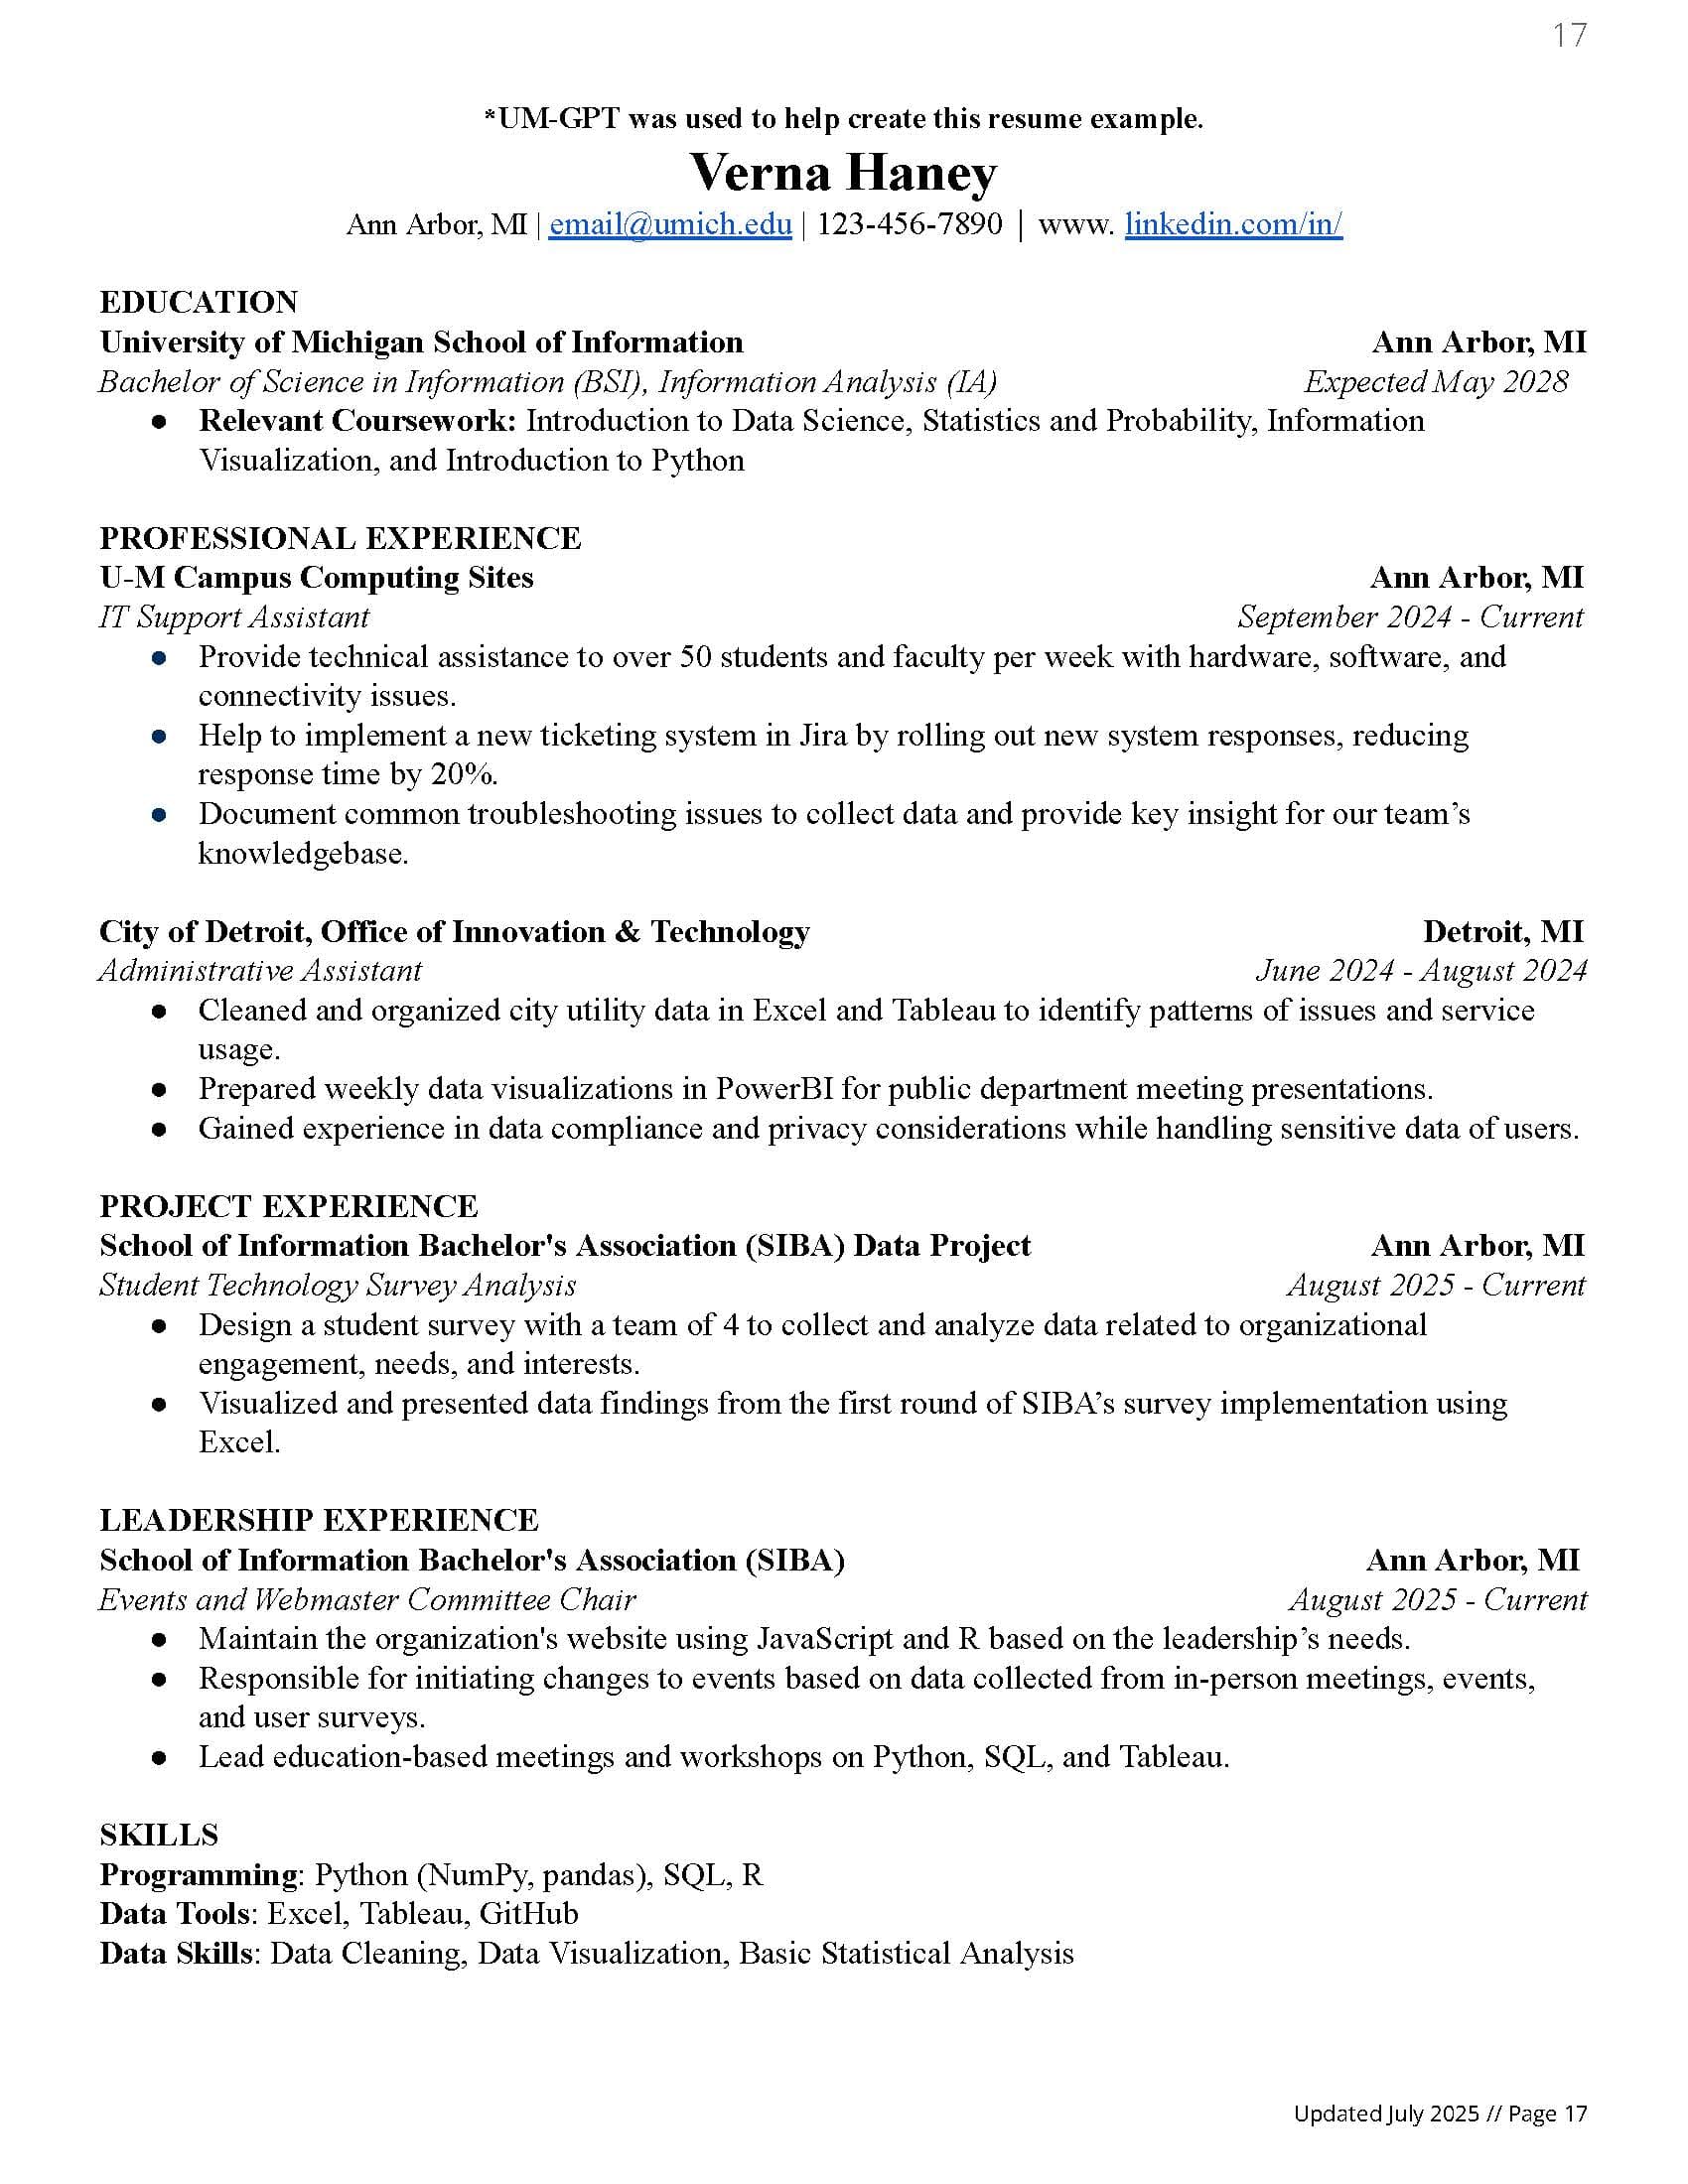 17
*UM-GPT was used to help create this resume example.
Verna Haney
Ann Arbor, MI | email@umich.edu | 123-456-7890 | www. linkedin.com/in/
EDUCATION
University of Michigan School of Information Ann Arbor, MI
Bachelor of Science in Information (BSI), Information Analysis (IA) Expected May 2028
● Relevant Coursework: Introduction to Data Science, Statistics and Probability, Information
Visualization, and Introduction to Python
PROFESSIONAL EXPERIENCE
U-M Campus Computing Sites Ann Arbor, MI
IT Support Assistant September 2024 - Current
● Provide technical assistance to over 50 students and faculty per week with hardware, software, and
connectivity issues.
● Help to implement a new ticketing system in Jira by rolling out new system responses, reducing
response time by 20%.
● Document common troubleshooting issues to collect data and provide key insight for our team’s
knowledgebase.
City of Detroit, Office of Innovation & Technology Detroit, MI
Administrative Assistant June 2024 - August 2024
● Cleaned and organized city utility data in Excel and Tableau to identify patterns of issues and service
usage.
● Prepared weekly data visualizations in PowerBI for public department meeting presentations.
● Gained experience in data compliance and privacy considerations while handling sensitive data of users.
PROJECT EXPERIENCE
School of Information Bachelor's Association (SIBA) Data Project Ann Arbor, MI
Student Technology Survey Analysis August 2025 - Current
● Design a student survey with a team of 4 to collect and analyze data related to organizational
engagement, needs, and interests.
● Visualized and presented data findings from the first round of SIBA’s survey implementation using
Excel.
LEADERSHIP EXPERIENCE
School of Information Bachelor's Association (SIBA) Ann Arbor, MI
Events and Webmaster Committee Chair August 2025 - Current
● Maintain the organization's website using JavaScript and R based on the leadership’s needs.
● Responsible for initiating changes to events based on data collected from in-person meetings, events,
and user surveys.
● Lead education-based meetings and workshops on Python, SQL, and Tableau.
SKILLS
Programming: Python (NumPy, pandas), SQL, R
Data Tools: Excel, Tableau, GitHub
Data Skills: Data Cleaning, Data Visualization, Basic Statistical Analysis
Updated July 2025 // Page 17